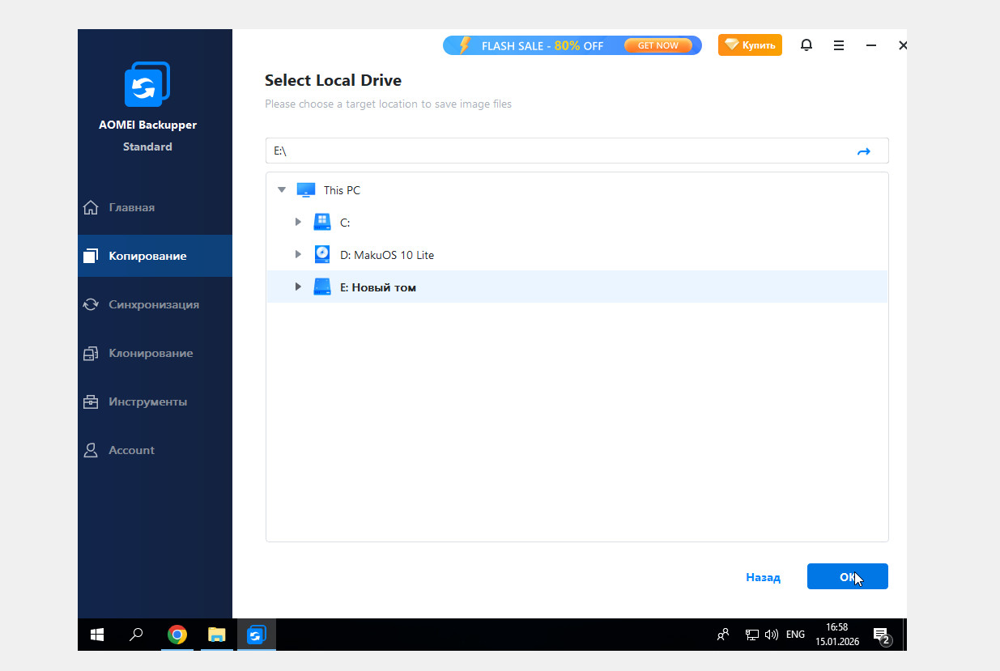 FLASH SALE - 80% OFF
GET NOW
Купить
AOMEI Backupper
Standard
Главная
Копирование
Синхронизация
Клонирование
Инструменты
Account
Select Local Drive
Please choose a target location to save image files
E:\
This PC
C:
D: MakuOS 10 Lite
E: Новый том
Назад
OK
ENG
16:58
15.01.2026
2